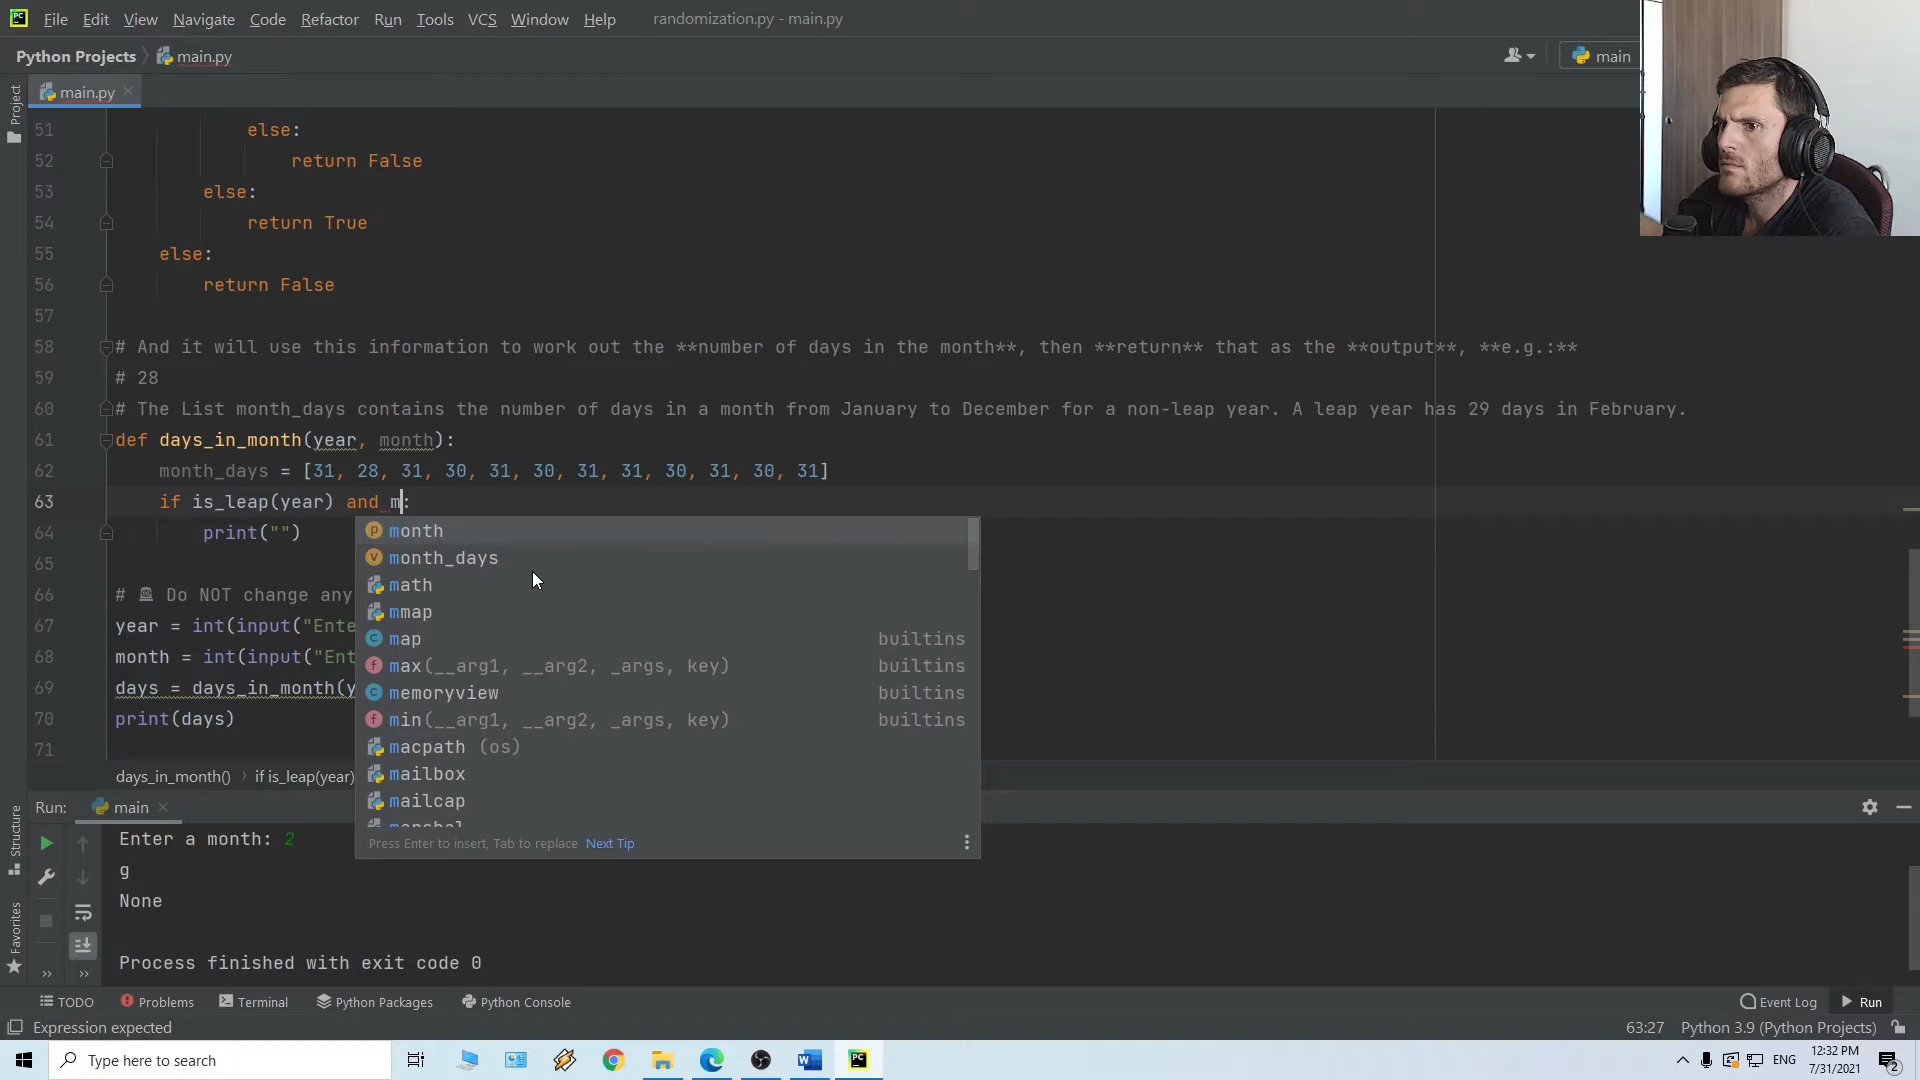 File Edit View Navigate Code Refactor Run Tools VCS Window Help randomization.py - main.py
Python Projects main.py main
main.py
Project
51 else:
52 return False
53 else:
54 return True
55 else:
56 return False
57
58 # And it will use this information to work out the **number of days in the month**, then **return** that as the **output**, **e.g.:**
59 # 28
60 # The List month_days contains the number of days in a month from January to December for a non-leap year. A leap year has 29 days in February.
61 def days_in_month(year, month):
62 month_days = [31, 28, 31, 30, 31, 30, 31, 31, 30, 31, 30, 31]
63 if is_leap(year) and m:
64 print("")
65
66 # 🚨 Do NOT change any
67 year = int(input("Ente
68 month = int(input("Ent
69 days = days_in_month(y
70 print(days)
71
month
month_days
math
mmap
map builtins
max(__arg1, __arg2, _args, key) builtins
memoryview builtins
min(__arg1, __arg2, _args, key) builtins
macpath (os)
mailbox
mailcap
marshal
Press Enter to insert, Tab to replace Next Tip
days_in_month() if is_leap(year)
Run: main
Structure
Favorites
Enter a month: 2
g
None
Process finished with exit code 0
TODO Problems Terminal Python Packages Python Console Event Log Run
Expression expected 63:27 Python 3.9 (Python Projects)
Type here to search ENG 12:32 PM
7/31/2021
2